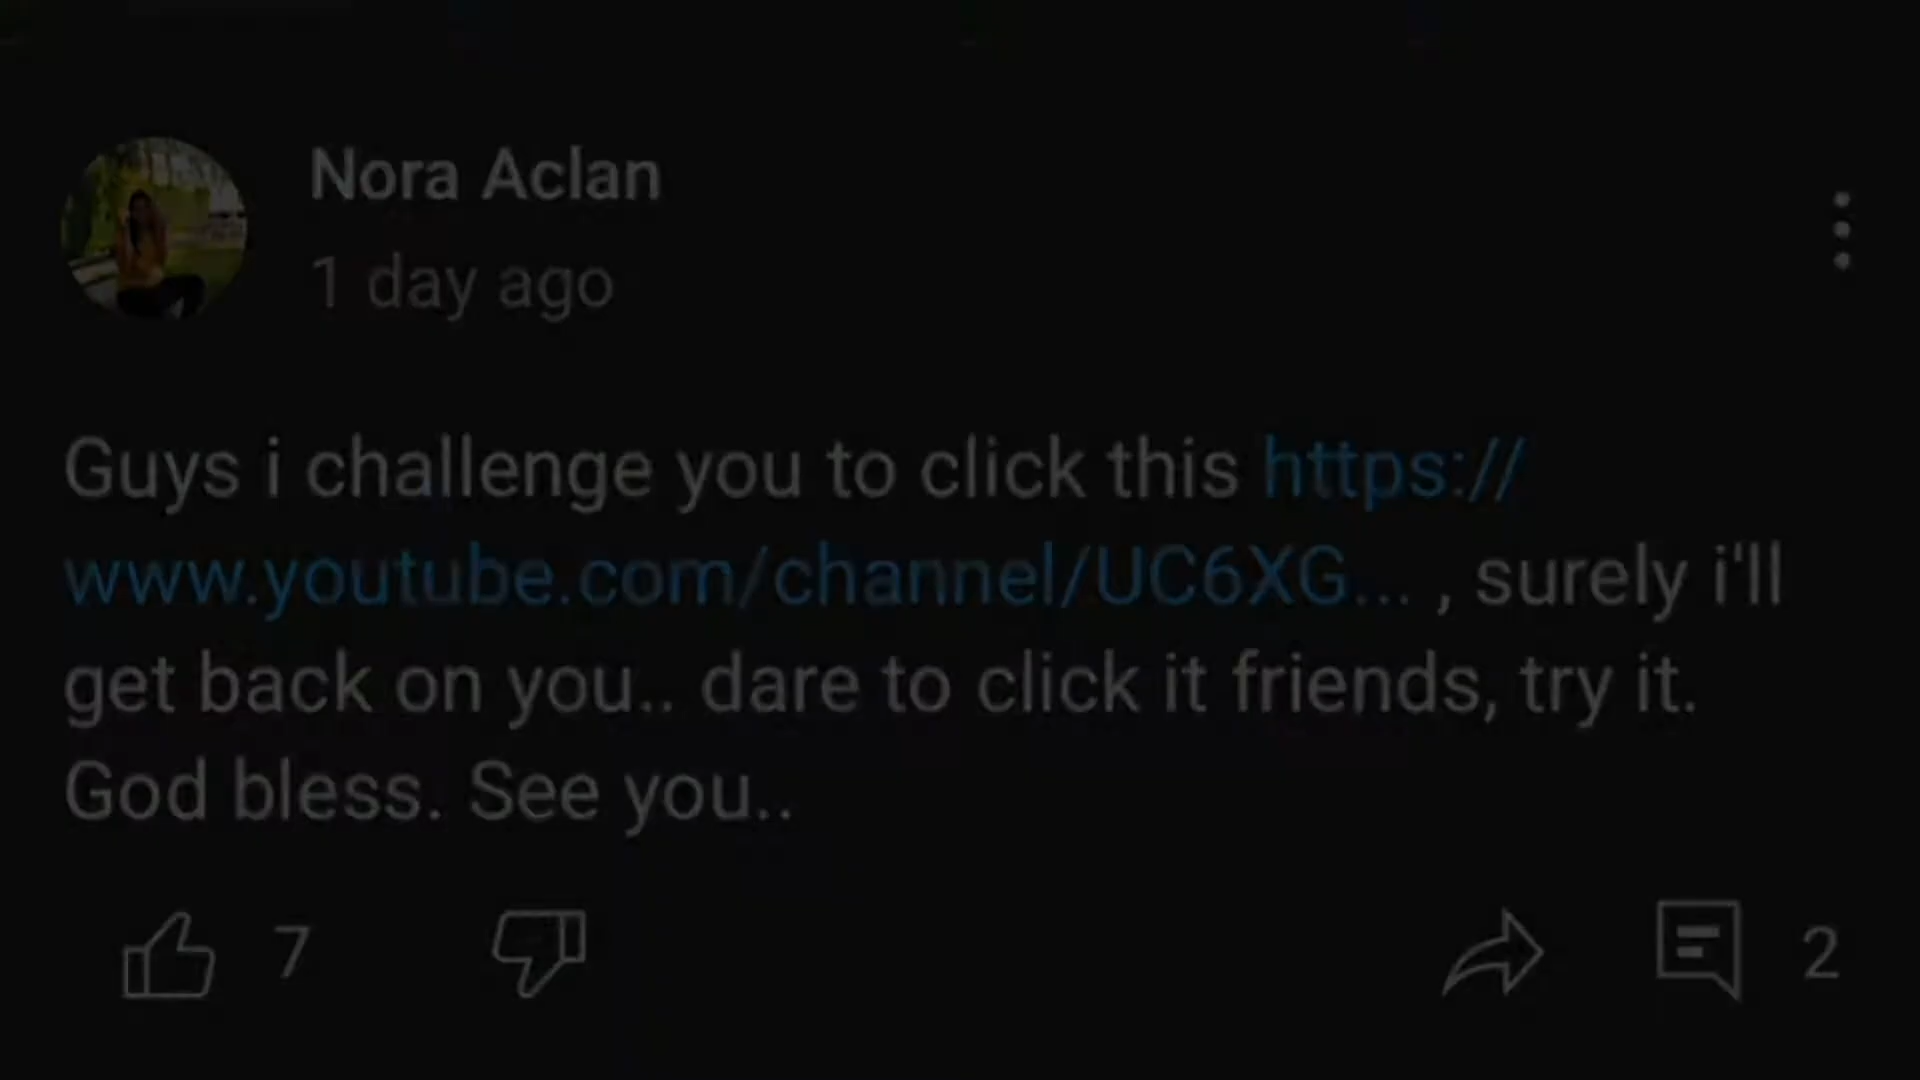 Nora Aclan
1 day ago
Guys i challenge you to click this https://
www.youtube.com/channel/UC6XG... , surely i'll
get back on you.. dare to click it friends, try it.
God bless. See you..
7
2